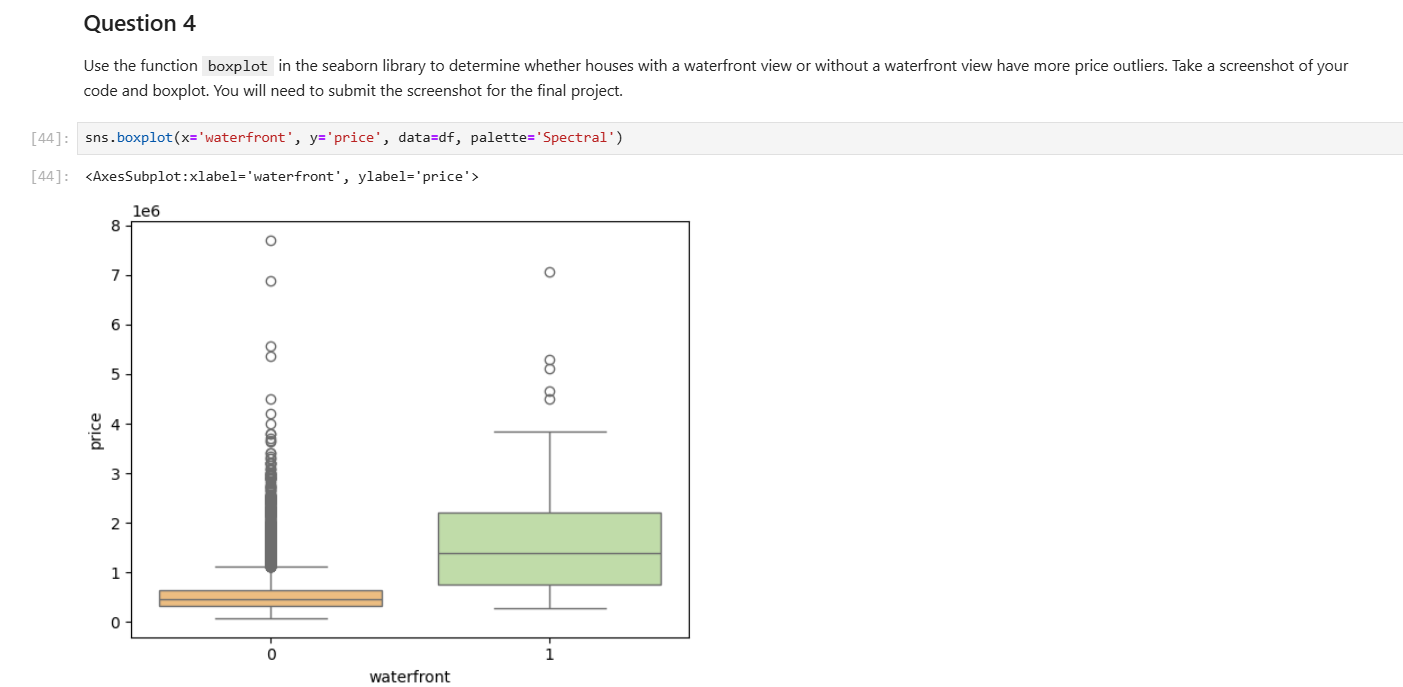 Question 4
Use the function boxplot in the seaborn library to determine whether houses with a waterfront view or without a waterfront view have more price outliers. Take a screenshot of your
code and boxplot. You will need to submit the screenshot for the final project.
[44]: sns.boxplot(x='waterfront', y='price', data=df, palette='Spectral')
[44]: <AxesSubplot:xlabel='waterfront', ylabel='price'>
1e6
8
7
6
5
4
3
2
1
0
price
0 1
waterfront